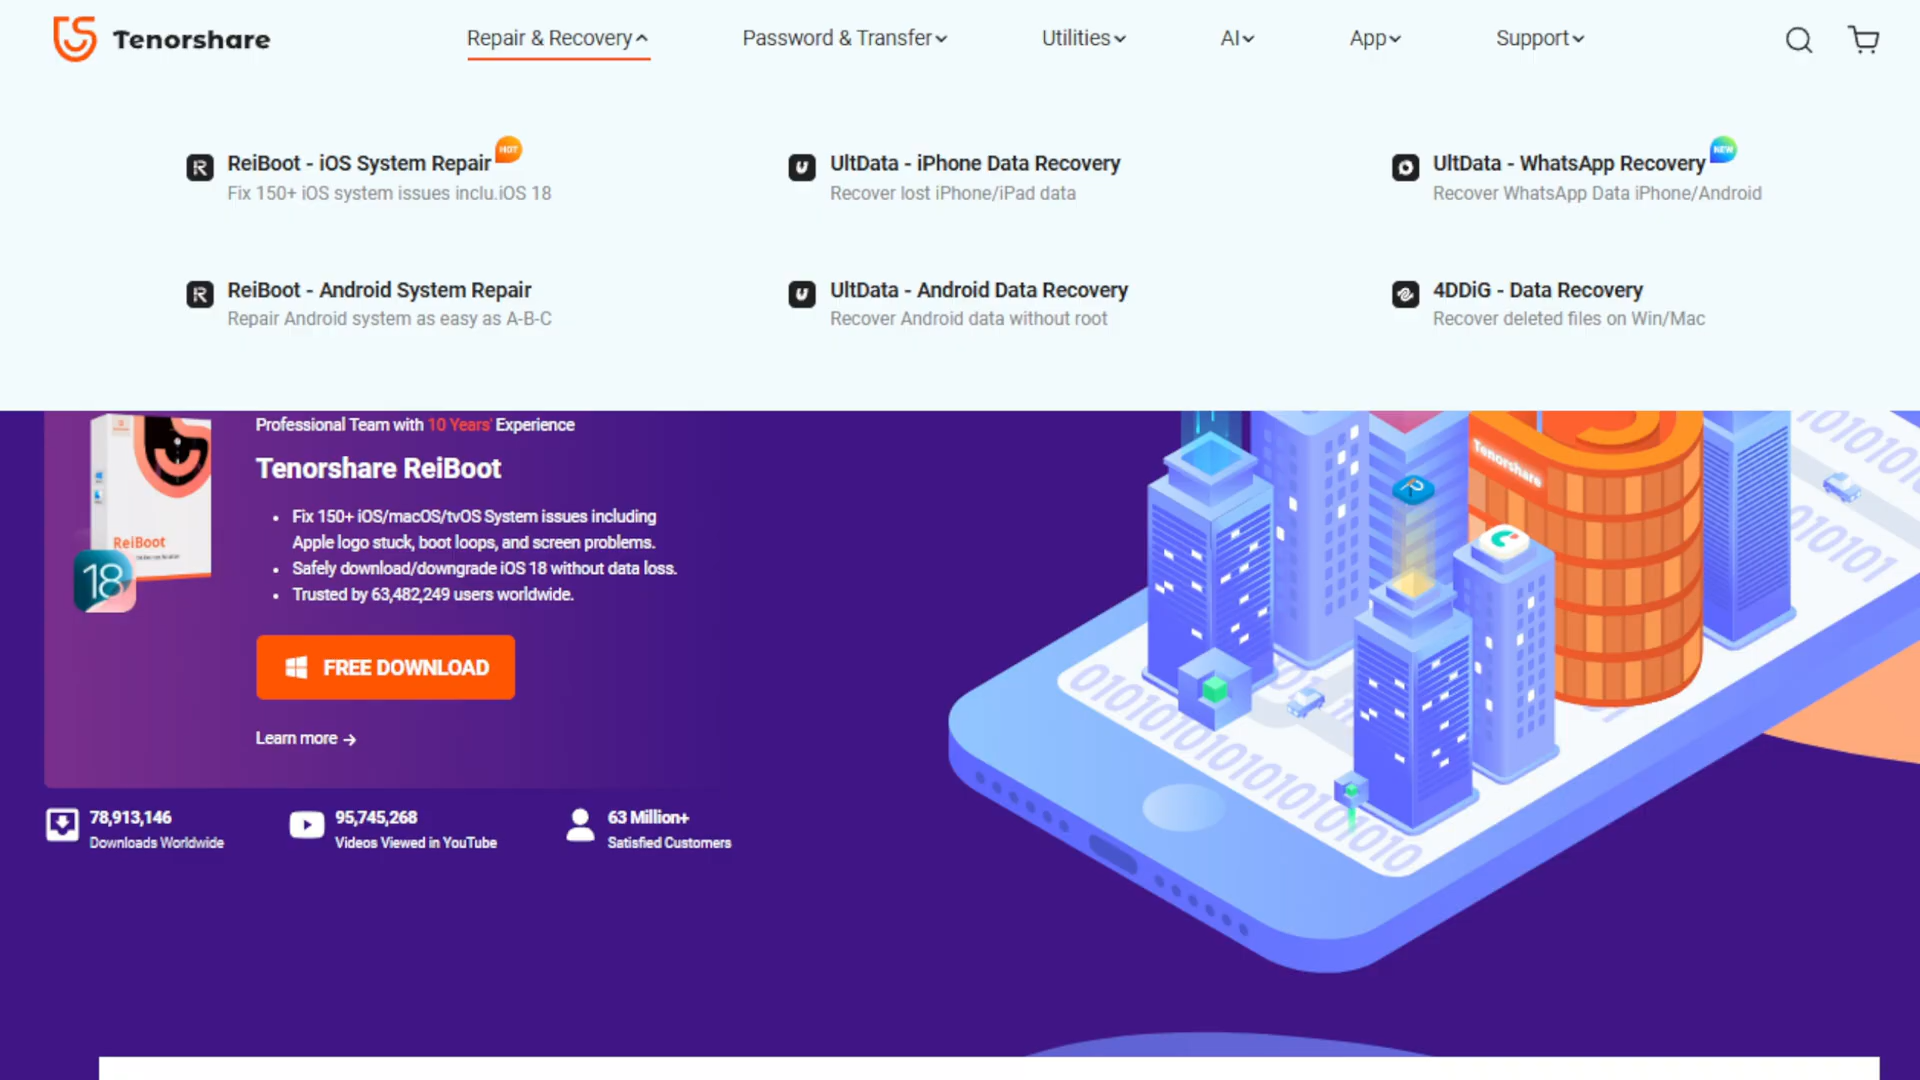 Tenorshare
Repair & Recovery
Password & Transfer
Utilities
AI
App
Support
ReiBoot - iOS System Repair
HOT
Fix 150+ iOS system issues inclu.iOS 18
UltData - iPhone Data Recovery
Recover lost iPhone/iPad data
UltData - WhatsApp Recovery
NEW
Recover WhatsApp Data iPhone/Android
ReiBoot - Android System Repair
Repair Android system as easy as A-B-C
UltData - Android Data Recovery
Recover Android data without root
4DDiG - Data Recovery
Recover deleted files on Win/Mac
Professional Team with 10 Years' Experience
Tenorshare ReiBoot
Fix 150+ iOS/macOS/tvOS System issues including
Apple logo stuck, boot loops, and screen problems.
Safely download/downgrade iOS 18 without data loss.
Trusted by 63,482,249 users worldwide.
ReiBoot
18
FREE DOWNLOAD
Learn more →
78,913,146
Downloads Worldwide
95,745,268
Videos Viewed in YouTube
63 Million+
Satisfied Customers
Tenorshare
010101010101010101010